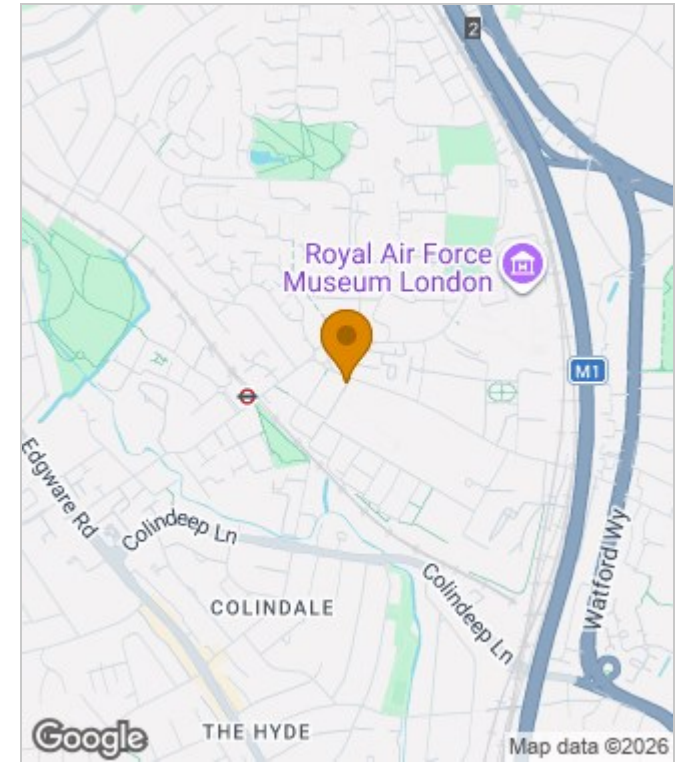 2
Royal Air Force
Museum London
M1
Edgware Rd
Colindeep Ln
Colindeep Ln
Watford Wy
COLINDALE
THE HYDE
Google
Map data ©2026